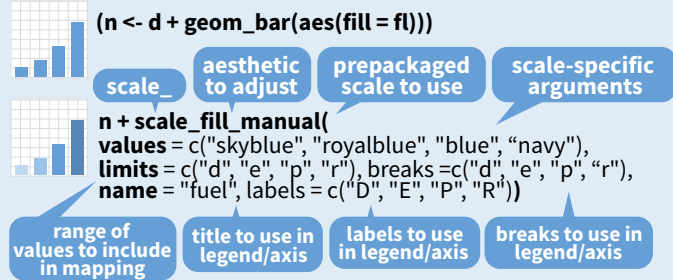 (n <- d + geom_bar(aes(fill = fl)))
scale_
aesthetic
to adjust
prepackaged
scale to use
scale-specific
arguments
n + scale_fill_manual(
values = c("skyblue", "royalblue", "blue", “navy"),
limits = c("d", "e", "p", "r"), breaks =c("d", "e", "p", “r"),
name = "fuel", labels = c("D", "E", "P", "R"))
range of
values to include
in mapping
title to use in
legend/axis
labels to use
in legend/axis
breaks to use in
legend/axis